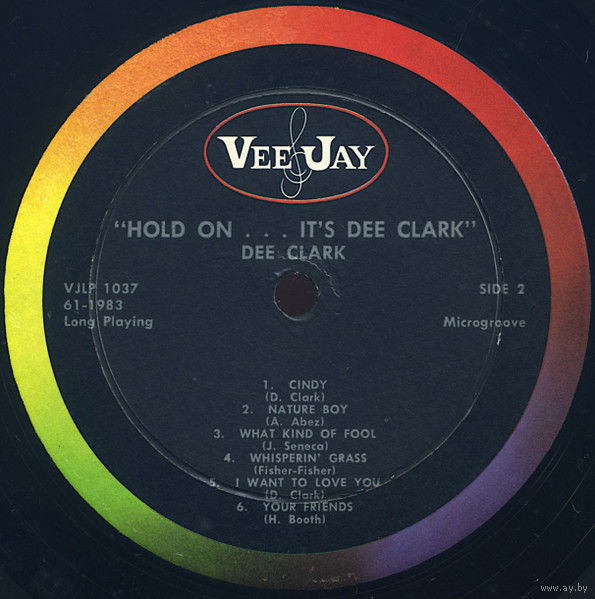 VEE JAY
"HOLD ON . . . IT'S DEE CLARK"
DEE CLARK
VJLP 1037
61-1983
Long Playing
SIDE 2
Microgroove
1. CINDY
(D. Clark)
2. NATURE BOY
(A. Abez)
3. WHAT KIND OF FOOL
(J. Seneca)
4. WHISPERIN' GRASS
(Fisher-Fisher)
5. I WANT TO LOVE YOU
(D. Clark)
6. YOUR FRIENDS
(H. Booth)
www.ay.by